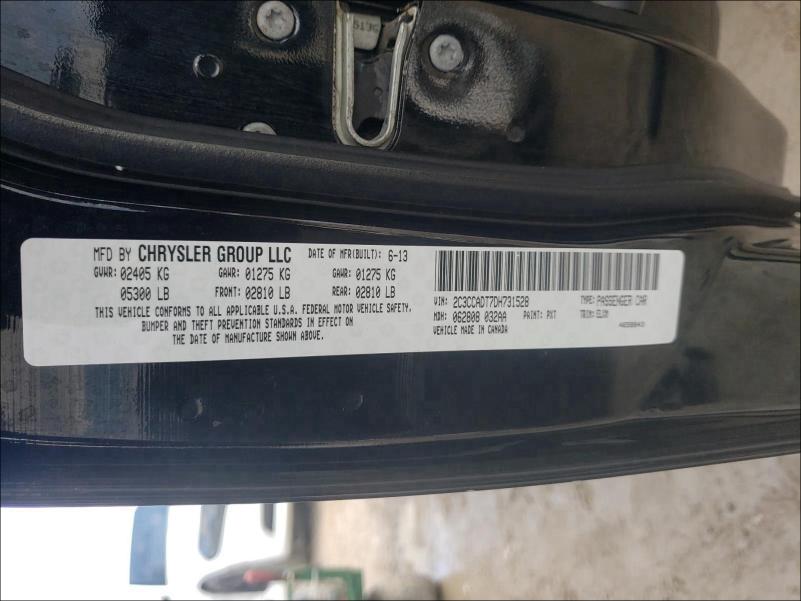 MFD BY CHRYSLER GROUP LLC DATE OF MFR(BUILT): 6-13
GVWR: 02405 KG GAWR: 01275 KG GAWR: 01275 KG
05300 LB FRONT: 02810 LB REAR: 02810 LB
THIS VEHICLE CONFORMS TO ALL APPLICABLE U.S.A. FEDERAL MOTOR VEHICLE SAFETY,
BUMPER AND THEFT PREVENTION STANDARDS IN EFFECT ON
THE DATE OF MANUFACTURE SHOWN ABOVE.
VIN: 2C3CCADT7DH731528 TYPE: PASSENGER CAR
MDH: 062808 032AA PAINT: PXT TRIM:
VEHICLE MADE IN CANADA